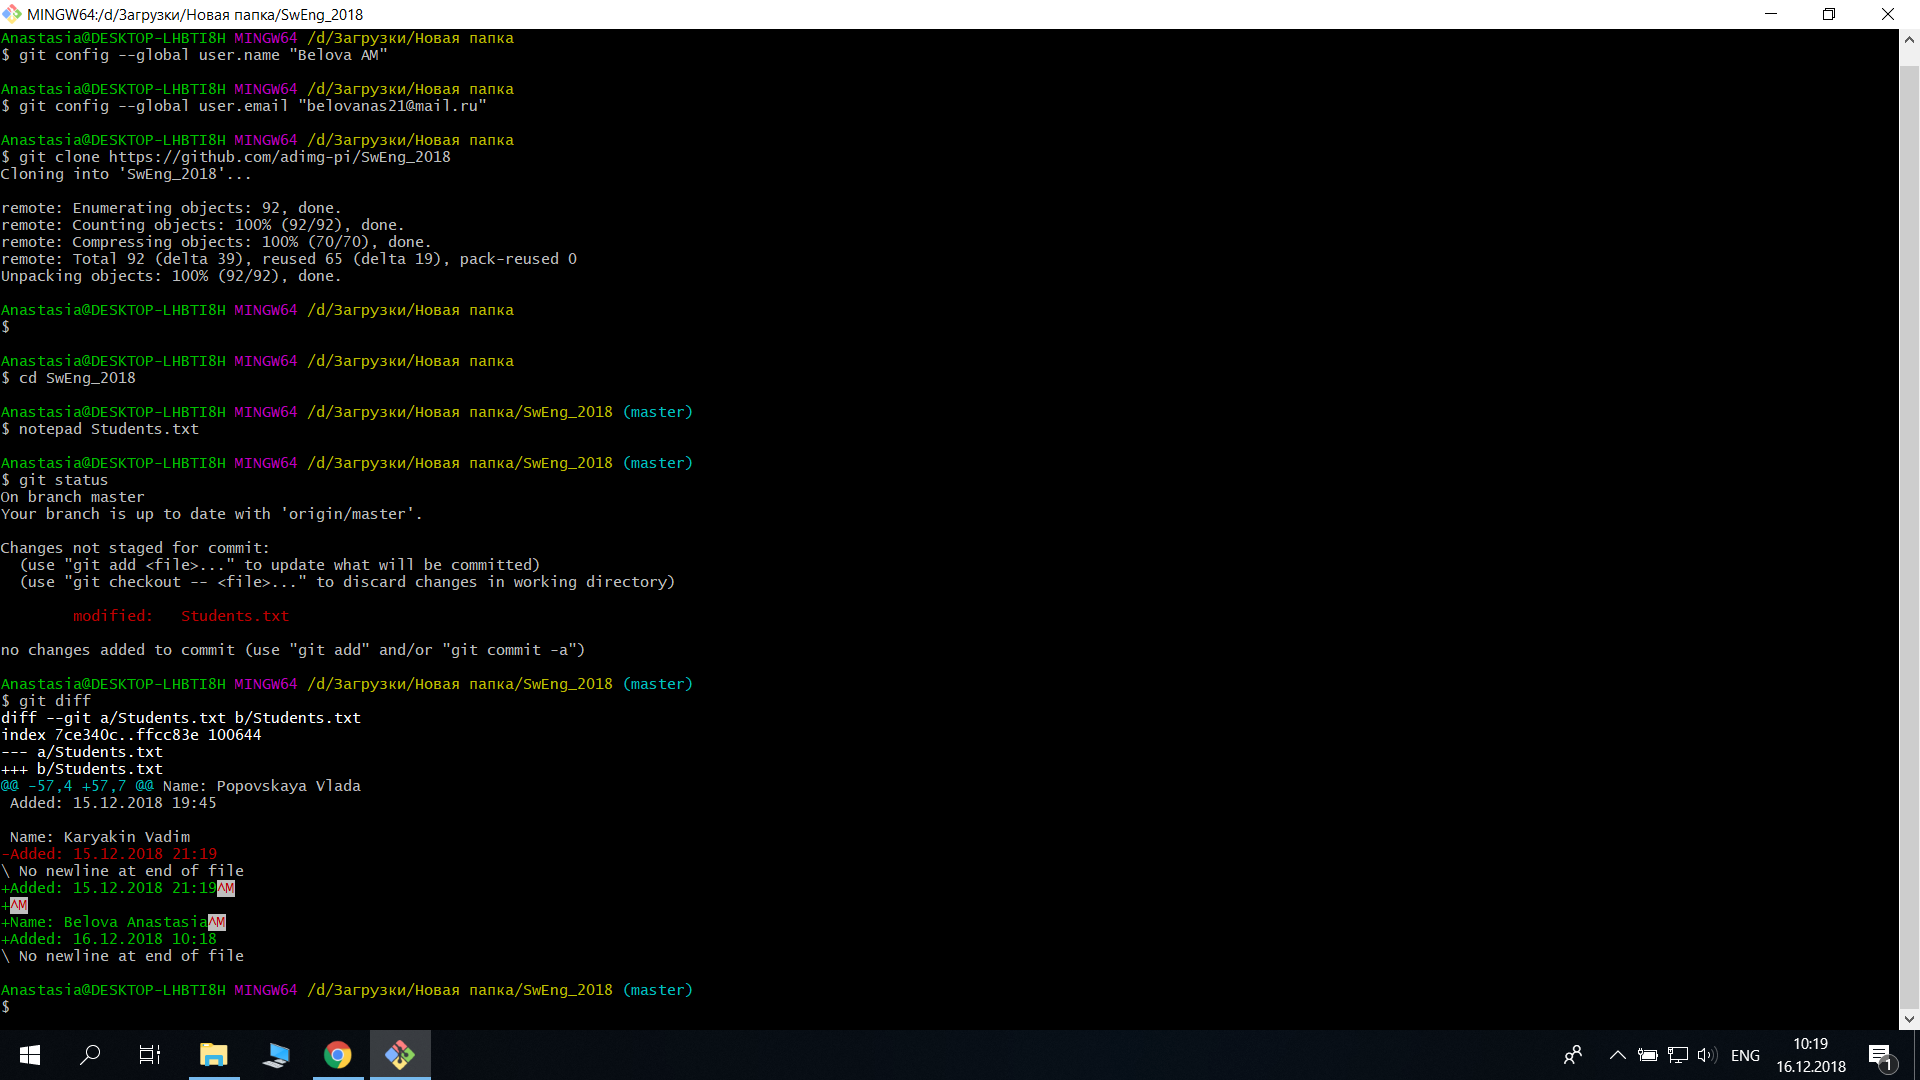 MINGW64:/d/Загрузки/Новая папка/SwEng_2018
Anastasia@DESKTOP-LHBTI8H MINGW64 /d/Загрузки/Новая папка
$ git config --global user.name "Belova AM"
Anastasia@DESKTOP-LHBTI8H MINGW64 /d/Загрузки/Новая папка
$ git config --global user.email "belovanas21@mail.ru"
Anastasia@DESKTOP-LHBTI8H MINGW64 /d/Загрузки/Новая папка
$ git clone https://github.com/adimg-pi/SwEng_2018
Cloning into 'SwEng_2018'...
remote: Enumerating objects: 92, done.
remote: Counting objects: 100% (92/92), done.
remote: Compressing objects: 100% (70/70), done.
remote: Total 92 (delta 39), reused 65 (delta 19), pack-reused 0
Unpacking objects: 100% (92/92), done.
Anastasia@DESKTOP-LHBTI8H MINGW64 /d/Загрузки/Новая папка
$
Anastasia@DESKTOP-LHBTI8H MINGW64 /d/Загрузки/Новая папка
$ cd SwEng_2018
Anastasia@DESKTOP-LHBTI8H MINGW64 /d/Загрузки/Новая папка/SwEng_2018 (master)
$ notepad Students.txt
Anastasia@DESKTOP-LHBTI8H MINGW64 /d/Загрузки/Новая папка/SwEng_2018 (master)
$ git status
On branch master
Your branch is up to date with 'origin/master'.
Changes not staged for commit:
  (use "git add <file>..." to update what will be committed)
  (use "git checkout -- <file>..." to discard changes in working directory)
        modified:   Students.txt
no changes added to commit (use "git add" and/or "git commit -a")
Anastasia@DESKTOP-LHBTI8H MINGW64 /d/Загрузки/Новая папка/SwEng_2018 (master)
$ git diff
diff --git a/Students.txt b/Students.txt
index 7ce340c..ffcc83e 100644
--- a/Students.txt
+++ b/Students.txt
@@ -57,4 +57,7 @@ Name: Popovskaya Vlada
 Added: 15.12.2018 19:45
 Name: Karyakin Vadim
-Added: 15.12.2018 21:19
\ No newline at end of file
+Added: 15.12.2018 21:19^M
+^M
+Name: Belova Anastasia^M
+Added: 16.12.2018 10:18
\ No newline at end of file
Anastasia@DESKTOP-LHBTI8H MINGW64 /d/Загрузки/Новая папка/SwEng_2018 (master)
$
ENG
10:19
16.12.2018
1